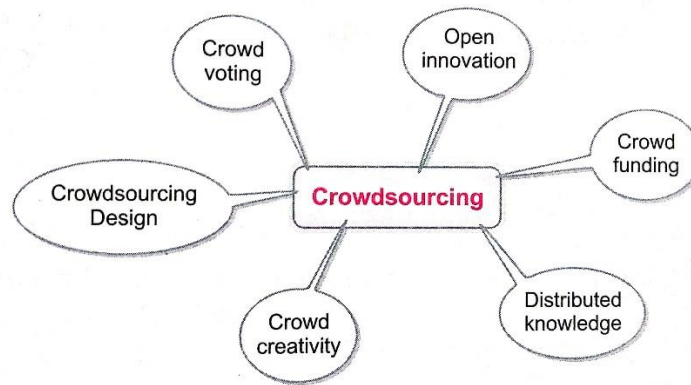 Crowd
voting
Open
innovation
Crowd
funding
Crowdsourcing
Design
Crowdsourcing
Crowd
creativity
Distributed
knowledge